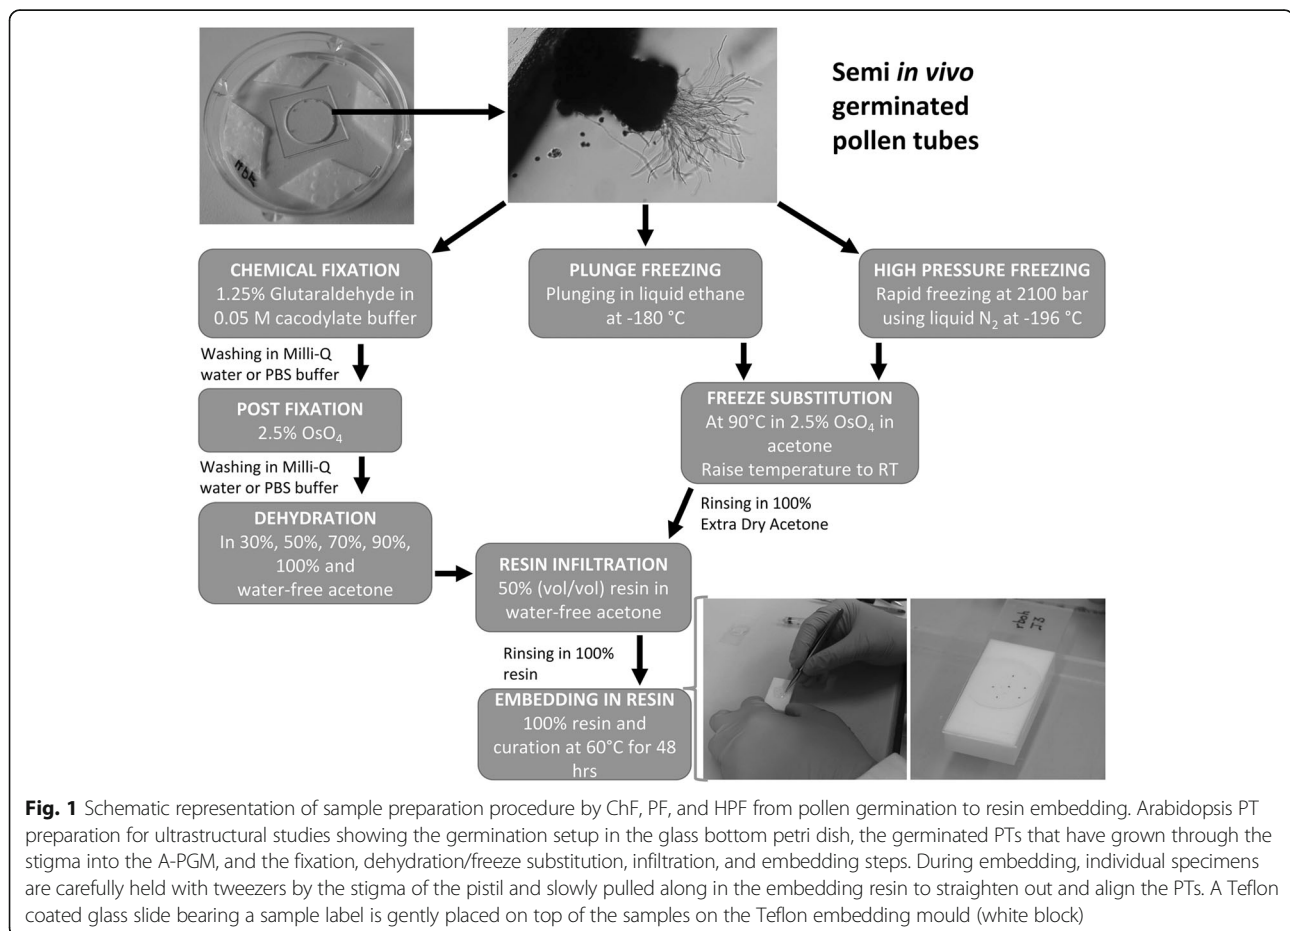 Semi in vivo
germinated
pollen tubes
CHEMICAL FIXATION
1.25% Glutaraldehyde in
0.05 M cacodylate buffer
PLUNGE FREEZING
Plunging in liquid ethane
at -180 °C
HIGH PRESSURE FREEZING
Rapid freezing at 2100 bar
using liquid N₂ at -196 °C
Washing in Milli-Q
water or PBS buffer
POST FIXATION
2.5% OsO₄
FREEZE SUBSTITUTION
At 90°C in 2.5% OsO₄ in
acetone
Raise temperature to RT
Washing in Milli-Q
water or PBS buffer
Rinsing in 100%
Extra Dry Acetone
DEHYDRATION
In 30%, 50%, 70%, 90%,
100% and
water-free acetone
RESIN INFILTRATION
50% (vol/vol) resin in
water-free acetone
Rinsing in 100%
resin
EMBEDDING IN RESIN
100% resin and
curation at 60°C for 48
hrs
Fig. 1 Schematic representation of sample preparation procedure by ChF, PF, and HPF from pollen germination to resin embedding. Arabidopsis PT
preparation for ultrastructural studies showing the germination setup in the glass bottom petri dish, the germinated PTs that have grown through the
stigma into the A-PGM, and the fixation, dehydration/freeze substitution, infiltration, and embedding steps. During embedding, individual specimens
are carefully held with tweezers by the stigma of the pistil and slowly pulled along in the embedding resin to straighten out and align the PTs. A Teflon
coated glass slide bearing a sample label is gently placed on top of the samples on the Teflon embedding mould (white block)